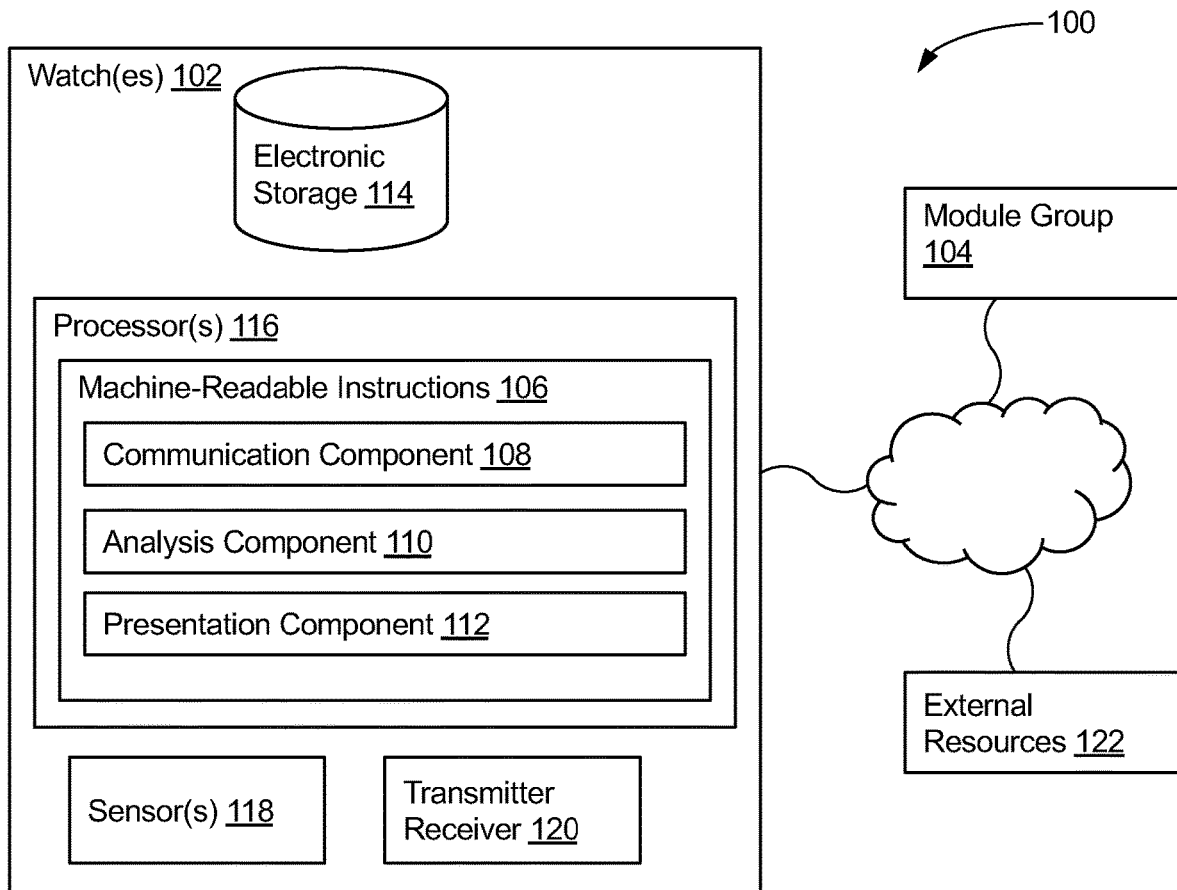 100
Watch(es) 102
Electronic
Storage 114
Module Group
104
Processor(s) 116
Machine-Readable Instructions 106
Communication Component 108
Analysis Component 110
Presentation Component 112
External
Resources 122
Sensor(s) 118
Transmitter
Receiver 120